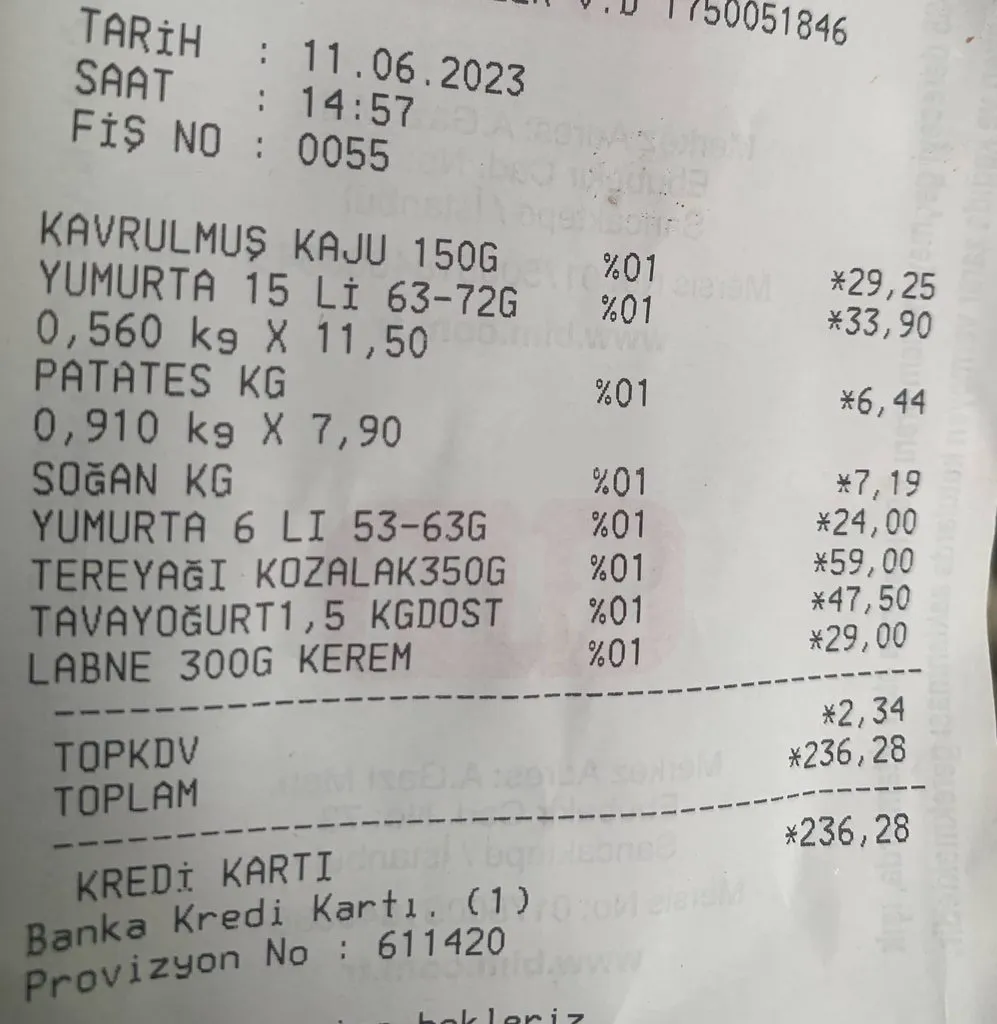 V.D 1750051846
TARİH : 11.06.2023
SAAT : 14:57
FİŞ NO : 0055
KAVRULMUŞ KAJU 150G %01 *29,25
YUMURTA 15 Lİ 63-72G %01 *33,90
0,560 kg X 11,50
PATATES KG %01 *6,44
0,910 kg X 7,90
SOĞAN KG %01 *7,19
YUMURTA 6 LI 53-63G %01 *24,00
TEREYAĞI KOZALAK350G %01 *59,00
TAVAYOĞURT1,5 KGDOST %01 *47,50
LABNE 300G KEREM %01 *29,00
TOPKDV *2,34
TOPLAM *236,28
KREDİ KARTI *236,28
Banka Kredi Kartı. (1)
Provizyon No : 611420
bekleriz